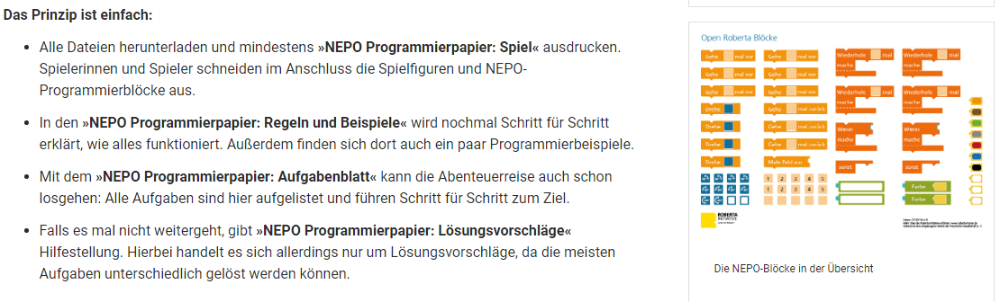 Das Prinzip ist einfach:
Alle Dateien herunterladen und mindestens »NEPO Programmierpapier: Spiel« ausdrucken.
Spielerinnen und Spieler schneiden im Anschluss die Spielfiguren und NEPO-
Programmierblöcke aus.
In den »NEPO Programmierpapier: Regeln und Beispiele« wird nochmal Schritt für Schritt
erklärt, wie alles funktioniert. Außerdem finden sich dort auch ein paar Programmierbeispiele.
Mit dem »NEPO Programmierpapier: Aufgabenblatt« kann die Abenteuerreise auch schon
losgehen: Alle Aufgaben sind hier aufgelistet und führen Schritt für Schritt zum Ziel.
Falls es mal nicht weitergeht, gibt »NEPO Programmierpapier: Lösungsvorschläge«
Hilfestellung. Hierbei handelt es sich allerdings nur um Lösungsvorschläge, da die meisten
Aufgaben unterschiedlich gelöst werden können.
Open Roberta Blöcke
Gehe mal vor Gehe mal vor Wiederhole mal Wiederhole mal
mache mache
Gehe mal vor Gehe mal vor
Gehe mal vor Gehe mal vor Wiederhole mal Wiederhole mal
mache mache
Drehe Gehe mal zurück
Drehe Gehe mal zurück Wenn Wenn
mache mache
Drehe Gehe mal zurück
Drehe Male Feld aus sonst sonst
1 2 3 4 5 Farbe
1 2 3 4 5 Farbe
ROBERTA
INITIATIVE
Die NEPO-Blöcke in der Übersicht